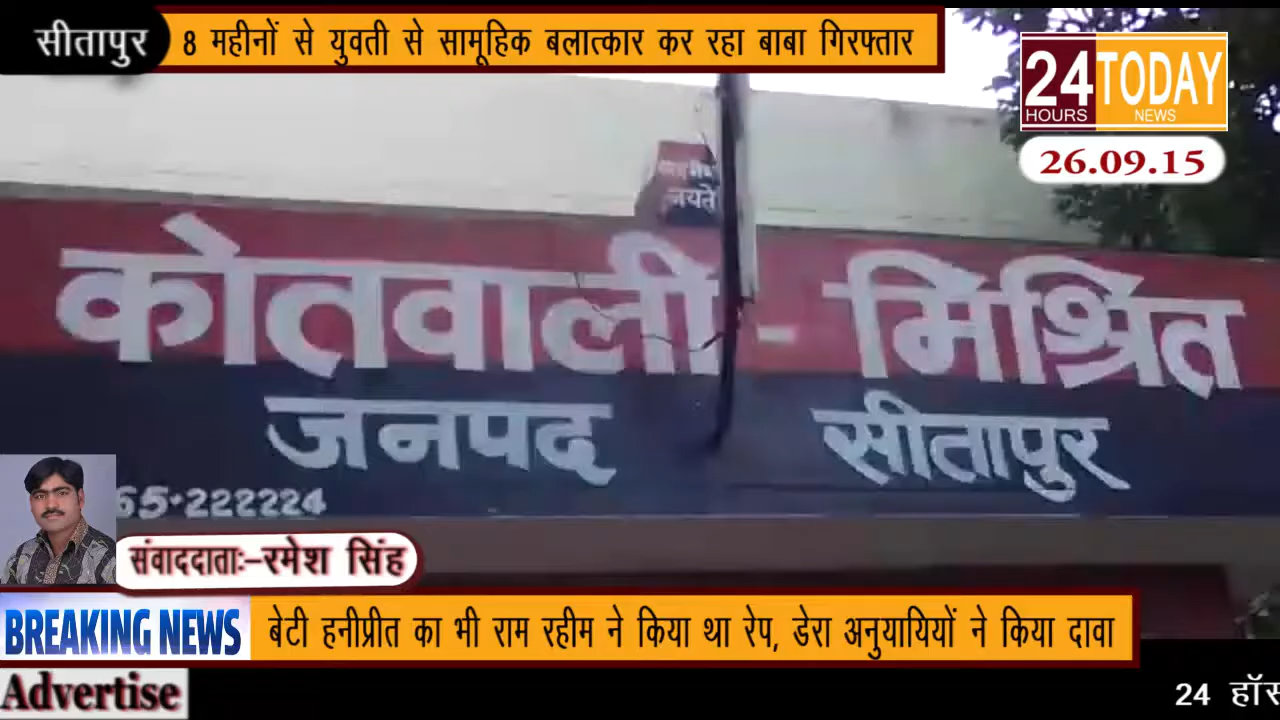 सीतापुर
8 महीनों से युवती से सामूहिक बलात्कार कर रहा बाबा गिरफ्तार
24 TODAY
HOURS NEWS
26.09.15
जयते
कोतवाली - मिश्रित
जनपद सीतापुर
65-222224
संवाददाताः-रमेश सिंह
BREAKING NEWS
बेटी हनीप्रीत का भी राम रहीम ने किया था रेप, डेरा अनुयायियों ने किया दावा
Advertise
24 हॉस